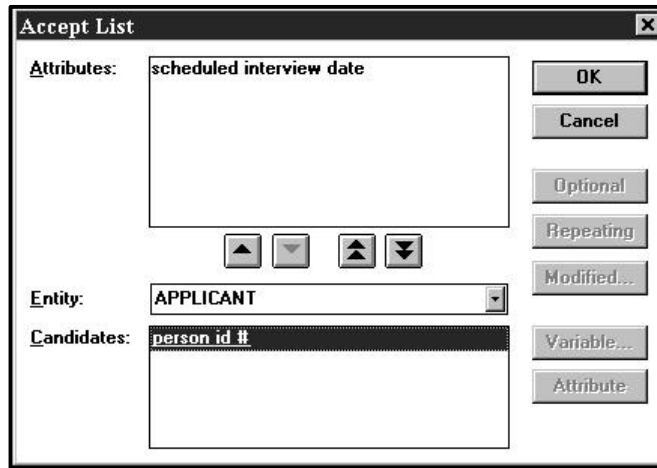 Accept List
Attributes:
scheduled interview date
OK
Cancel
Optional
Repeating
Modified...
Entity:
APPLICANT
Candidates:
person id #
Variable...
Attribute